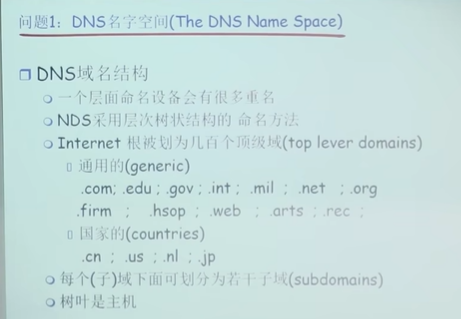 问题1：DNS名字空间(The DNS Name Space)
DNS域名结构
一个层面命名设备会有很多重名
NDS采用层次树状结构的 命名方法
Internet 根被划为几百个顶级域(top lever domains)
通用的(generic)
.com; .edu ; .gov ; .int ; .mil ; .net ; .org
.firm ; .hsop ; .web ; .arts ; .rec ;
国家的(countries)
.cn ; .us ; .nl ; .jp
每个(子)域下面可划分为若干子域(subdomains)
树叶是主机